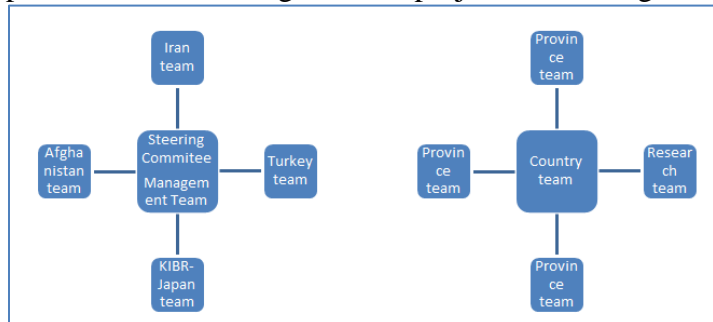 Iran
team
Afgha
nistan
team
Steering
Commitee
Managem
ent Team
Turkey
team
KIBR-
Japan
team
Provin
ce
team
Provin
ce
team
Country
team
Resear
ch
team
Provin
ce
team